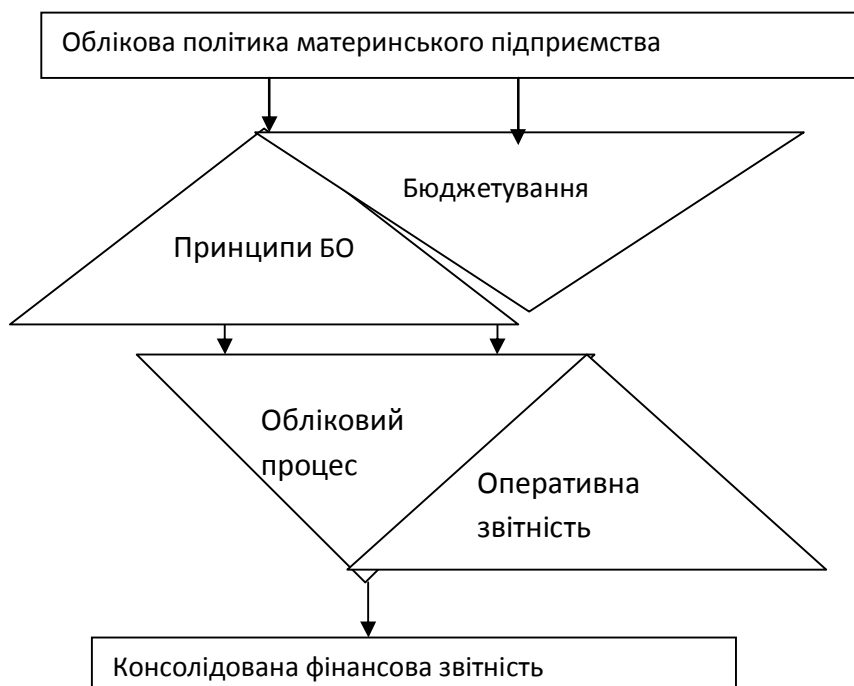 Облікова політика материнського підприємства
Бюджетування
Принципи БО
Обліковий
процес
Оперативна
звітність
Консолідована фінансова звітність